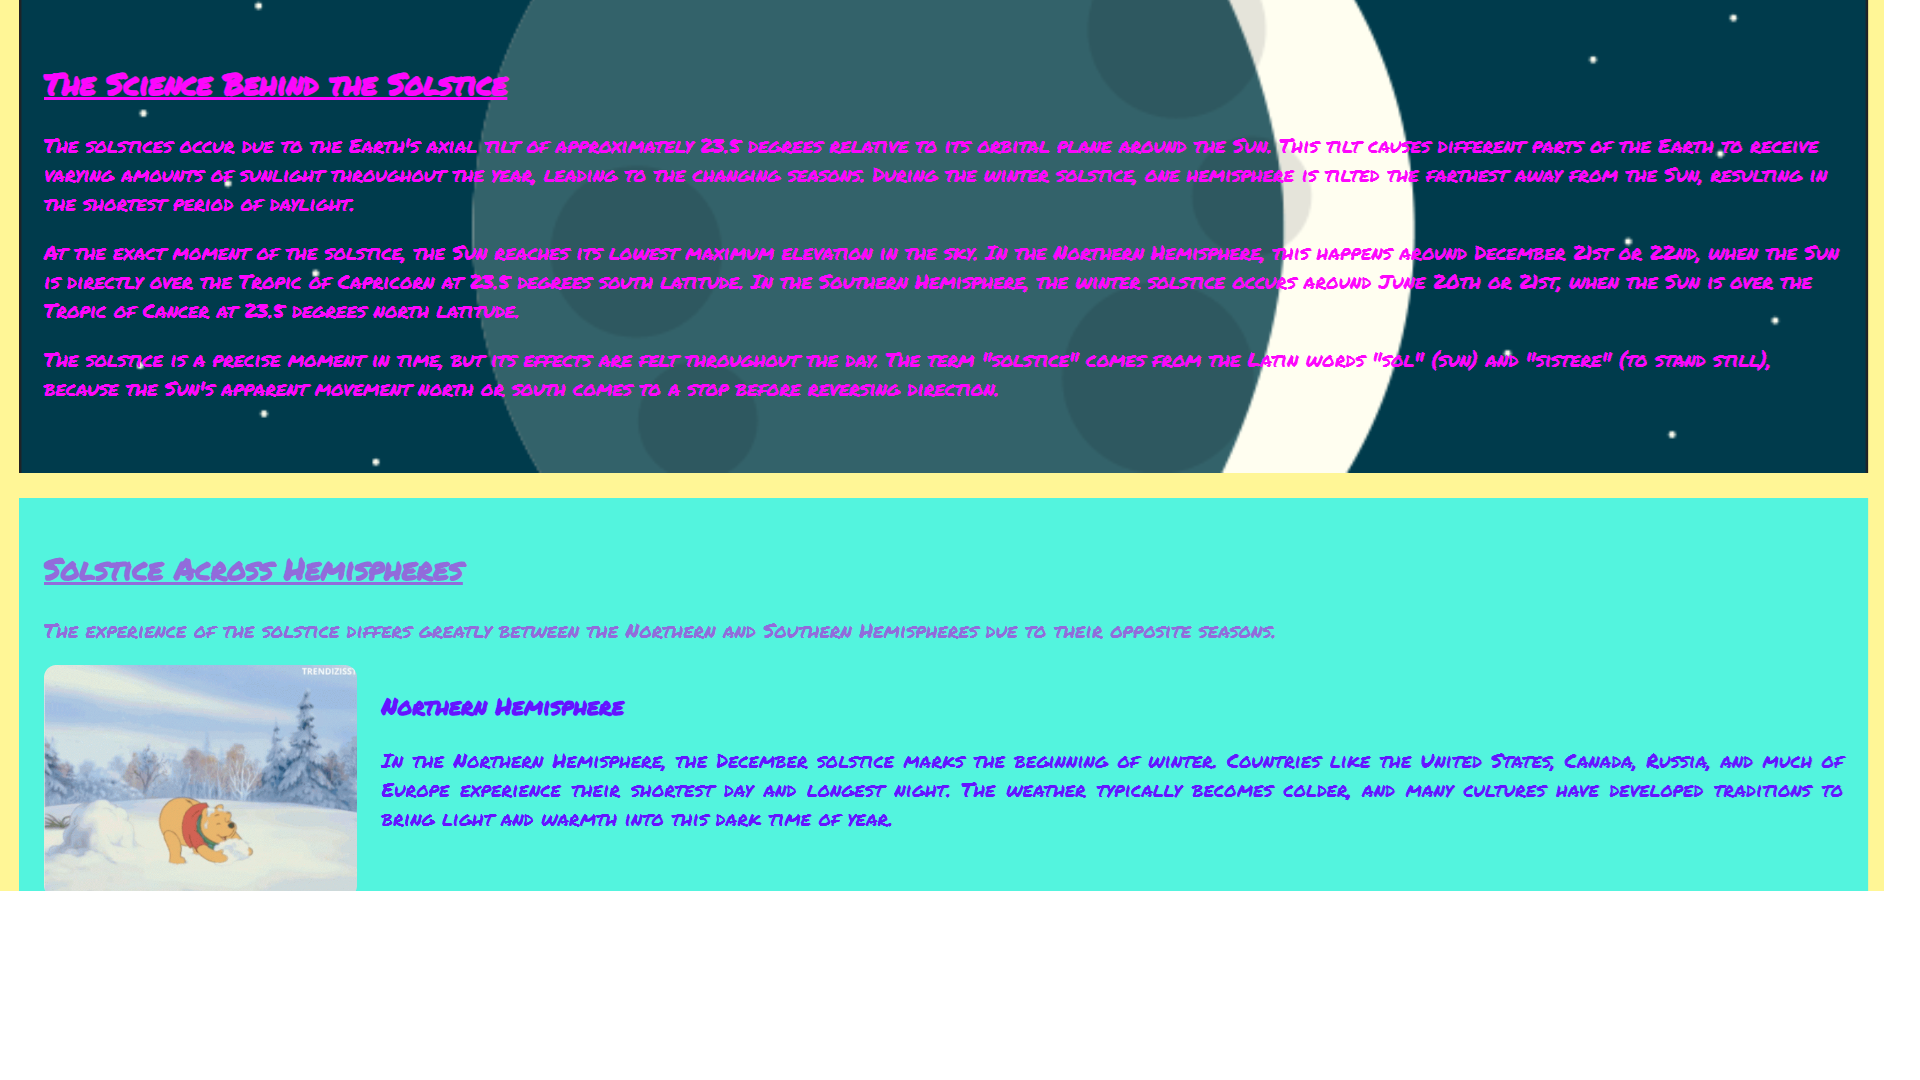 The Science Behind the Solstice
The solstices occur due to the Earth's axial tilt of approximately 23.5 degrees relative to its orbital plane around the Sun. This tilt causes different parts of the Earth to receive
varying amounts of sunlight throughout the year, leading to the changing seasons. During the winter solstice, one hemisphere is tilted the farthest away from the Sun, resulting in
the shortest period of daylight.
At the exact moment of the solstice, the Sun reaches its lowest maximum elevation in the sky. In the Northern Hemisphere, this happens around December 21st or 22nd, when the Sun
is directly over the Tropic of Capricorn at 23.5 degrees south latitude. In the Southern Hemisphere, the winter solstice occurs around June 20th or 21st, when the Sun is over the
Tropic of Cancer at 23.5 degrees north latitude.
The solstice is a precise moment in time, but its effects are felt throughout the day. The term "solstice" comes from the Latin words "sol" (sun) and "sistere" (to stand still),
because the Sun's apparent movement north or south comes to a stop before reversing direction.
Solstice Across Hemispheres
The experience of the solstice differs greatly between the Northern and Southern Hemispheres due to their opposite seasons.
TRENDIZISST
Northern Hemisphere
In the Northern Hemisphere, the December solstice marks the beginning of winter. Countries like the United States, Canada, Russia, and much of
Europe experience their shortest day and longest night. The weather typically becomes colder, and many cultures have developed traditions to
bring light and warmth into this dark time of year.